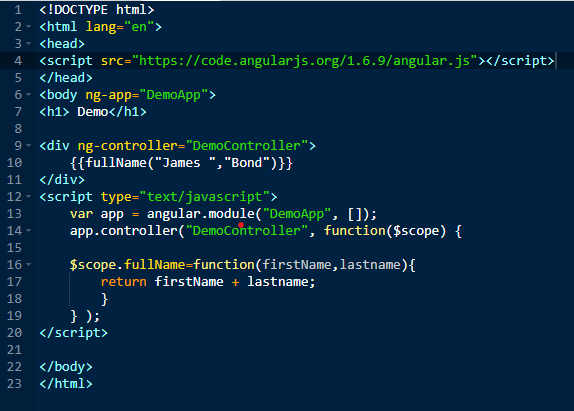 1 <!DOCTYPE html>
2 <html lang="en">
3 <head>
4 <script src="https://code.angularjs.org/1.6.9/angular.js"></script>
5 </head>
6 <body ng-app="DemoApp">
7 <h1> Demo</h1>
8
9 <div ng-controller="DemoController">
10     {{fullName("James ","Bond")}}
11 </div>
12 <script type="text/javascript">
13     var app = angular.module("DemoApp", []);
14     app.controller("DemoController", function($scope) {
15
16     $scope.fullName=function(firstName,lastname){
17         return firstName + lastname;
18         }
19     } );
20 </script>
21
22 </body>
23 </html>